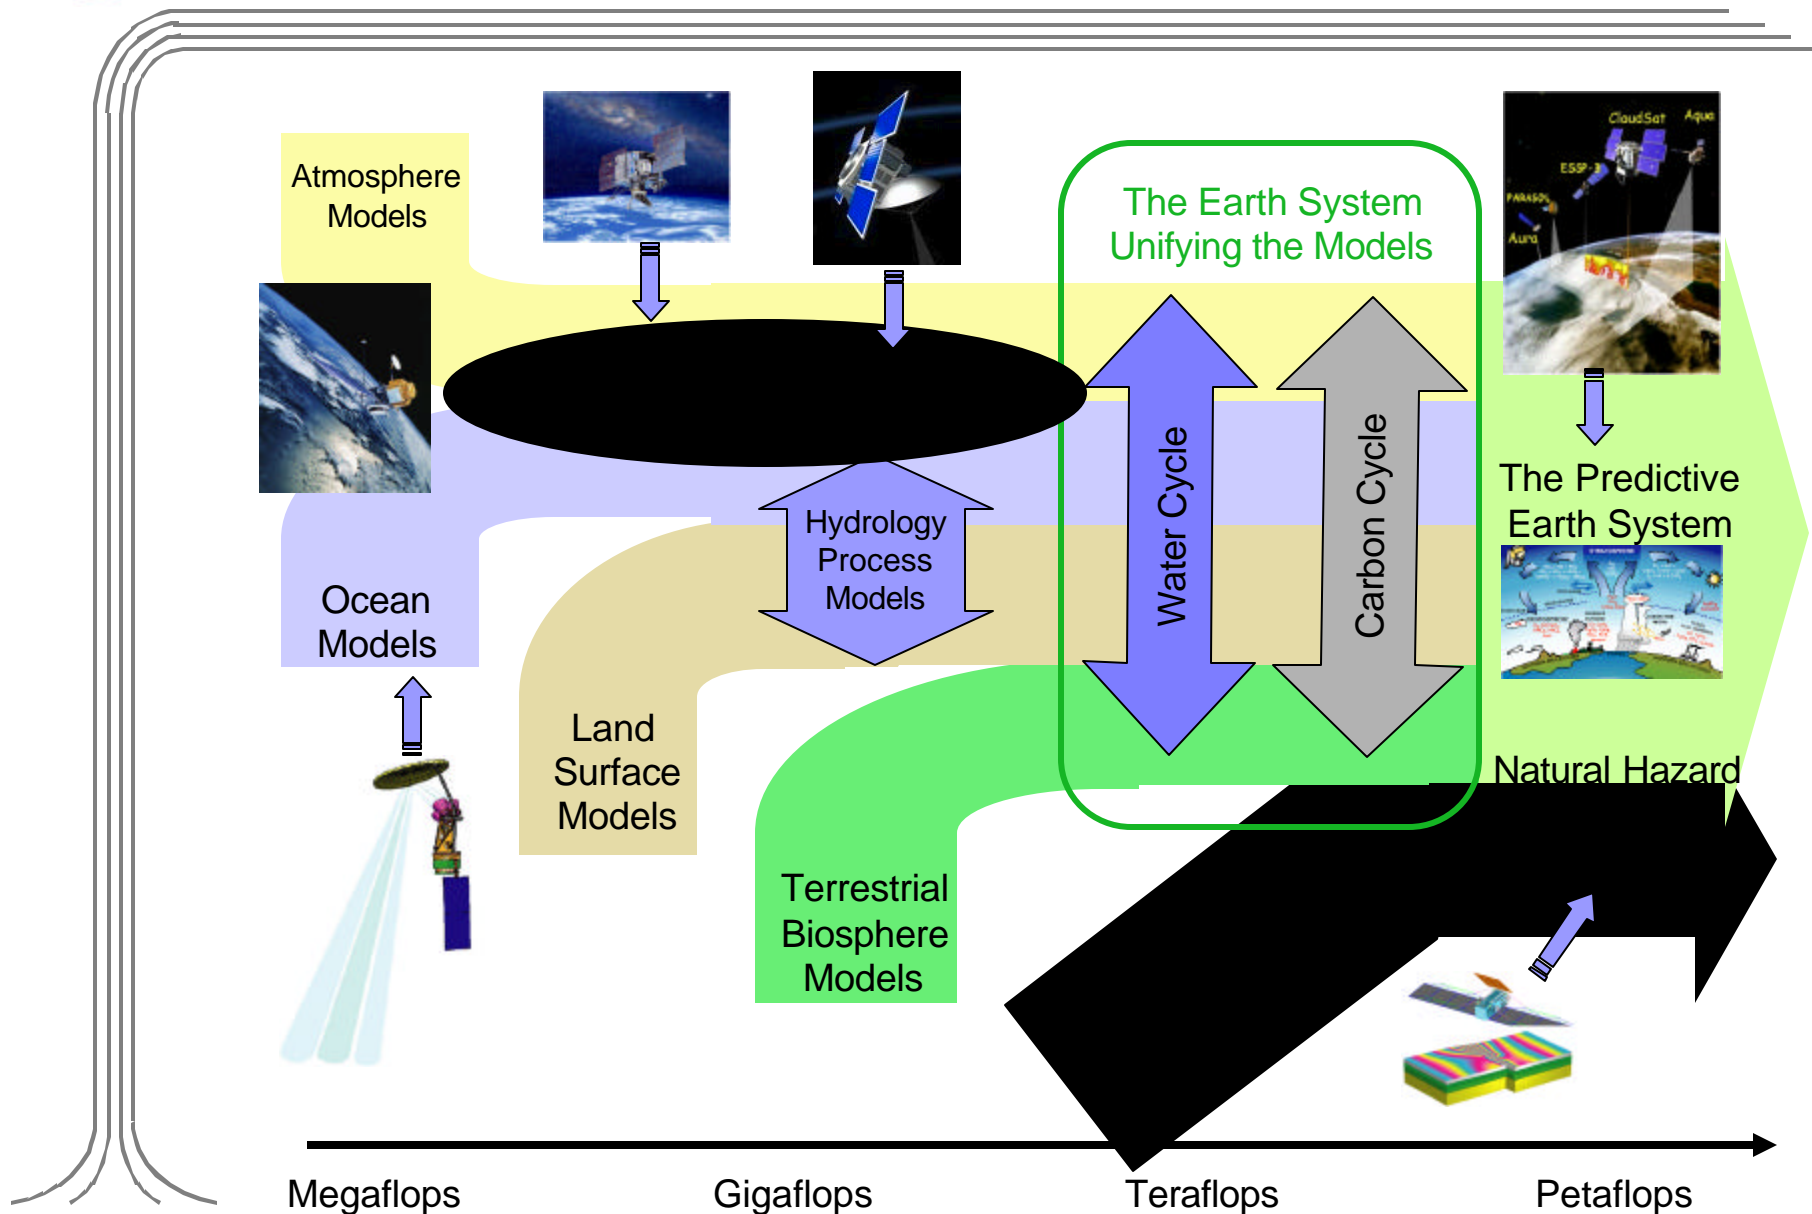 Atmosphere
Models
The Earth System
Unifying the Models
CloudSat
Aqua
ESSP-3
PARASOL
Aura
Water Cycle
Carbon Cycle
The Predictive
Earth System
Hydrology
Process
Models
Ocean
Models
Land
Surface
Models
Natural Hazard
Terrestrial
Biosphere
Models
Megaflops
Gigaflops
Teraflops
Petaflops